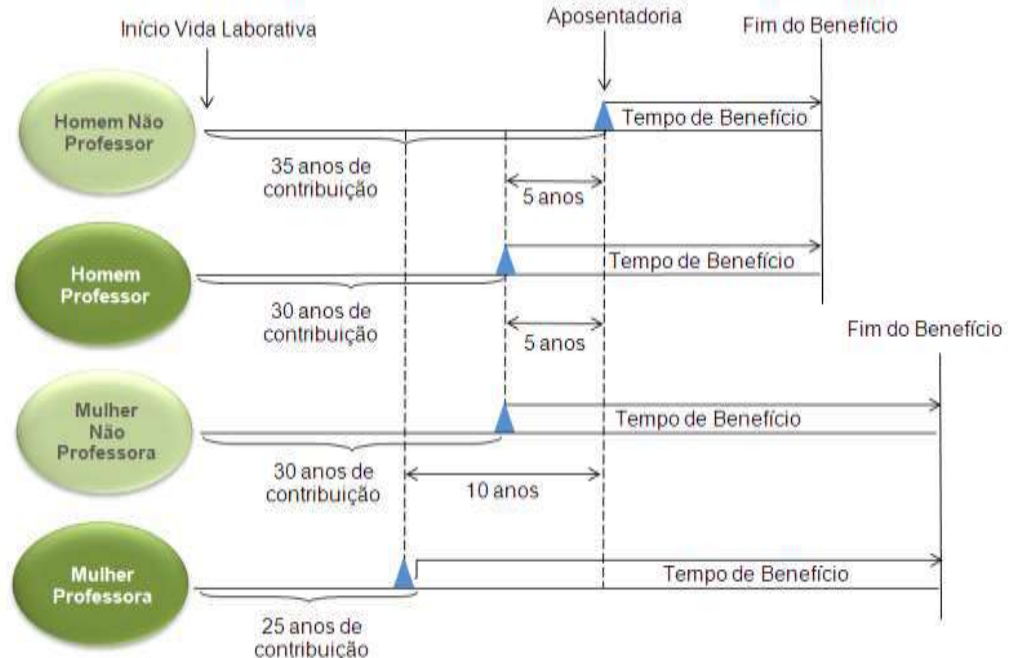 Início Vida Laborativa
Aposentadoria
Fim do Benefício
Homem Não
Professor
Tempo de Benefício
35 anos de
contribuição
5 anos
Homem
Professor
Tempo de Benefício
30 anos de
contribuição
5 anos
Fim do Benefício
Mulher
Não
Professora
Tempo de Benefício
30 anos de
contribuição
10 anos
Mulher
Professora
Tempo de Benefício
25 anos de
contribuição